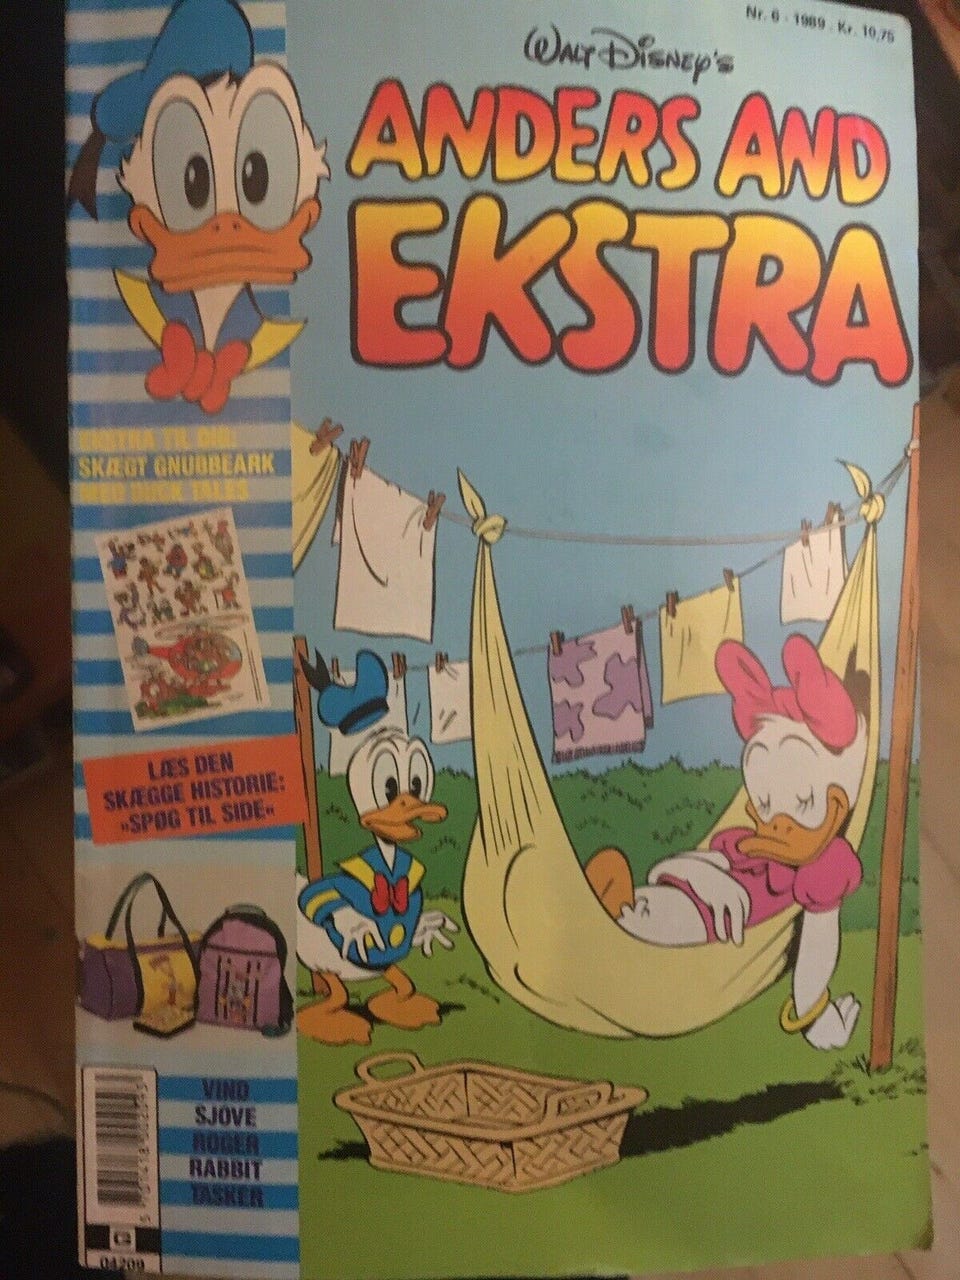 Nr. 6 - 1989 - Kr. 10,75
WALT DISNEY'S
ANDERS AND
EKSTRA
EKSTRA TIL DIG:
SKÆGT GNUBBEARK
MED DUCK TALES
LÆS DEN
SKÆGGE HISTORIE:
»SPØG TIL SIDE«
VIND
SJOVE
ROGER
RABBIT
TASKER
G
04209